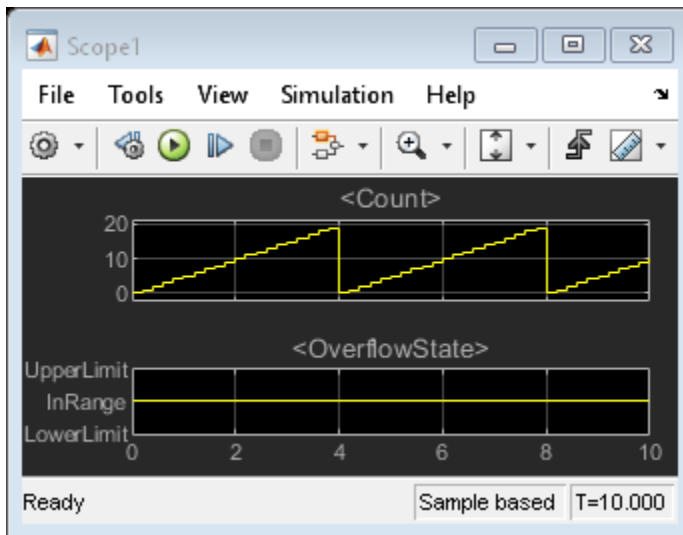 Scope1
File Tools View Simulation Help
<Count>
20
10
0
<OverflowState>
UpperLimit
InRange
LowerLimit
0 2 4 6 8 10
Ready Sample based T=10.000